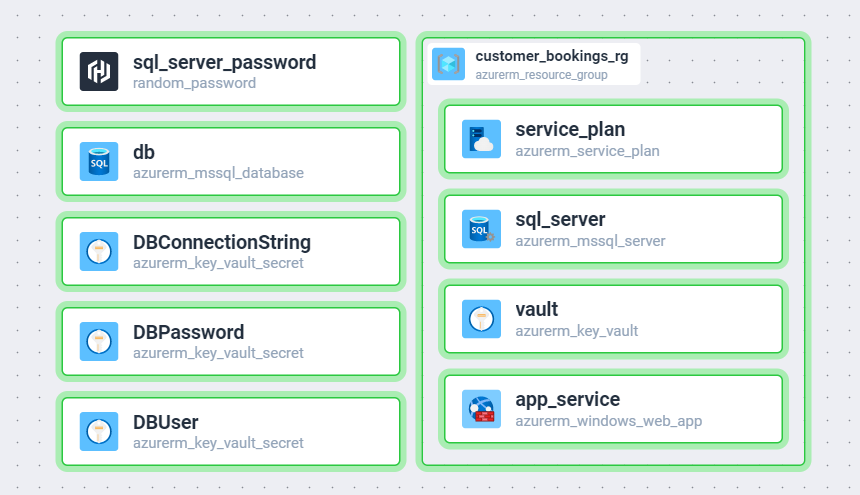 sql_server_password
random_password
db
azurerm_mssql_database
DBConnectionString
azurerm_key_vault_secret
DBPassword
azurerm_key_vault_secret
DBUser
azurerm_key_vault_secret
customer_bookings_rg
azurerm_resource_group
service_plan
azurerm_service_plan
sql_server
azurerm_mssql_server
vault
azurerm_key_vault
app_service
azurerm_windows_web_app
SQL
SQL